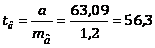 t_â = a / m_â = 63,09 / 1,2 = 56,3